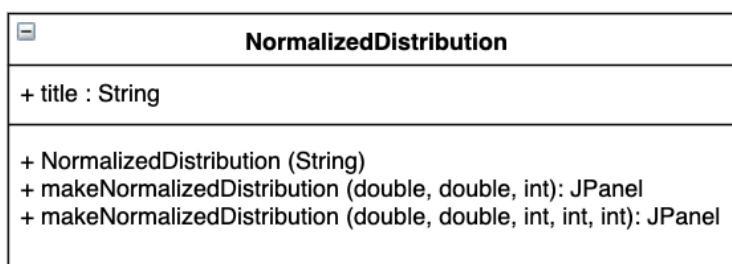 NormalizedDistribution
+ title : String
+ NormalizedDistribution (String)
+ makeNormalizedDistribution (double, double, int): JPanel
+ makeNormalizedDistribution (double, double, int, int, int): JPanel